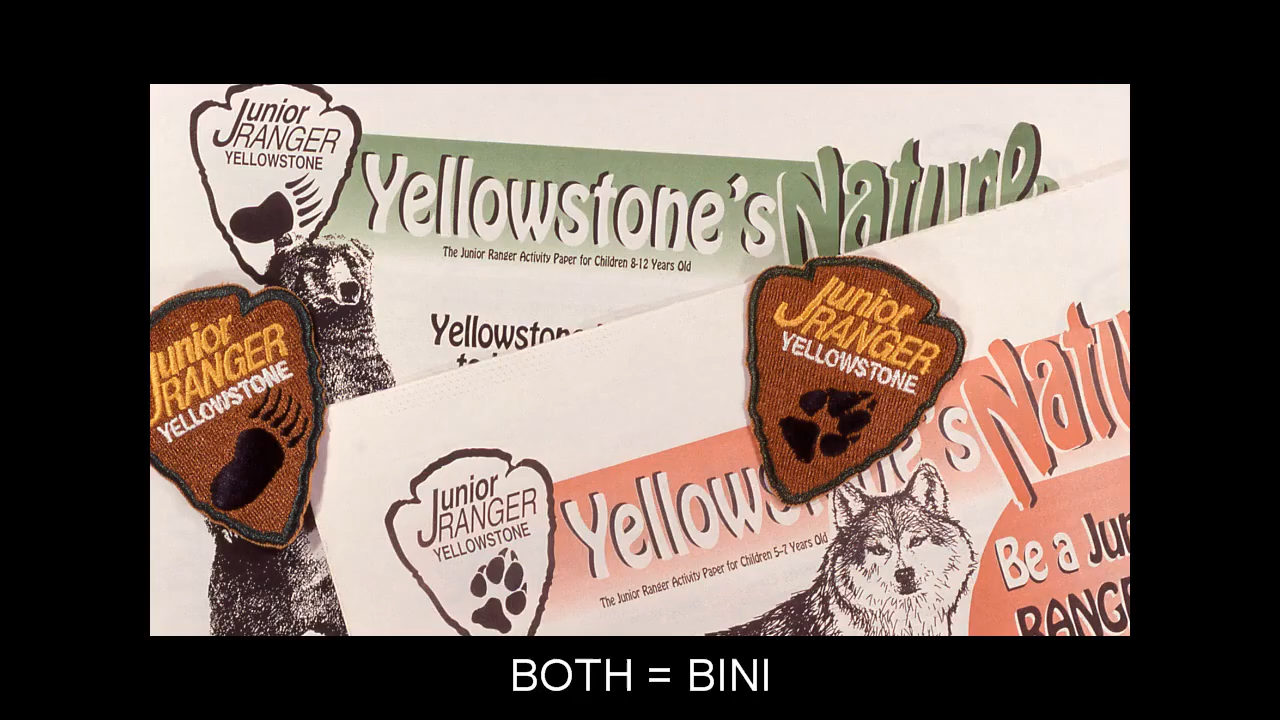 Junior
RANGER
YELLOWSTONE
Yellowstone's Nature
The Junior Ranger Activity Paper for Children 8-12 Years Old
Junior
RANGER
YELLOWSTONE
Junior
RANGER
YELLOWSTONE
Junior
RANGER
YELLOWSTONE
Yellowstone's
The Junior Ranger Activity Paper for Children 5-7 Years Old
Be a
BOTH = BINI